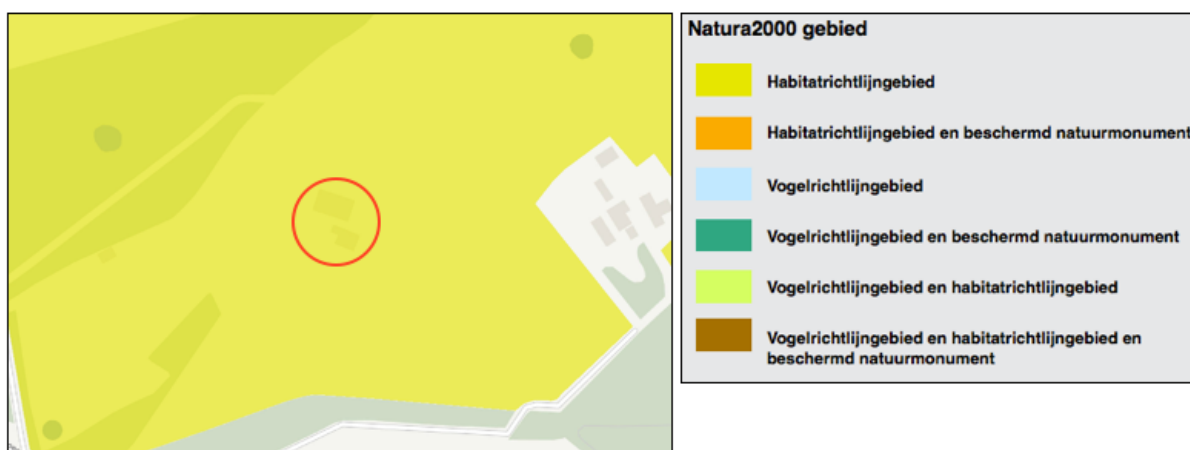 Natura2000 gebied
Habitatrichtlijngebied
Habitatrichtlijngebied en beschermd natuurmonument
Vogelrichtlijngebied
Vogelrichtlijngebied en beschermd natuurmonument
Vogelrichtlijngebied en habitatrichtlijngebied
Vogelrichtlijngebied en habitatrichtlijngebied en
beschermd natuurmonument